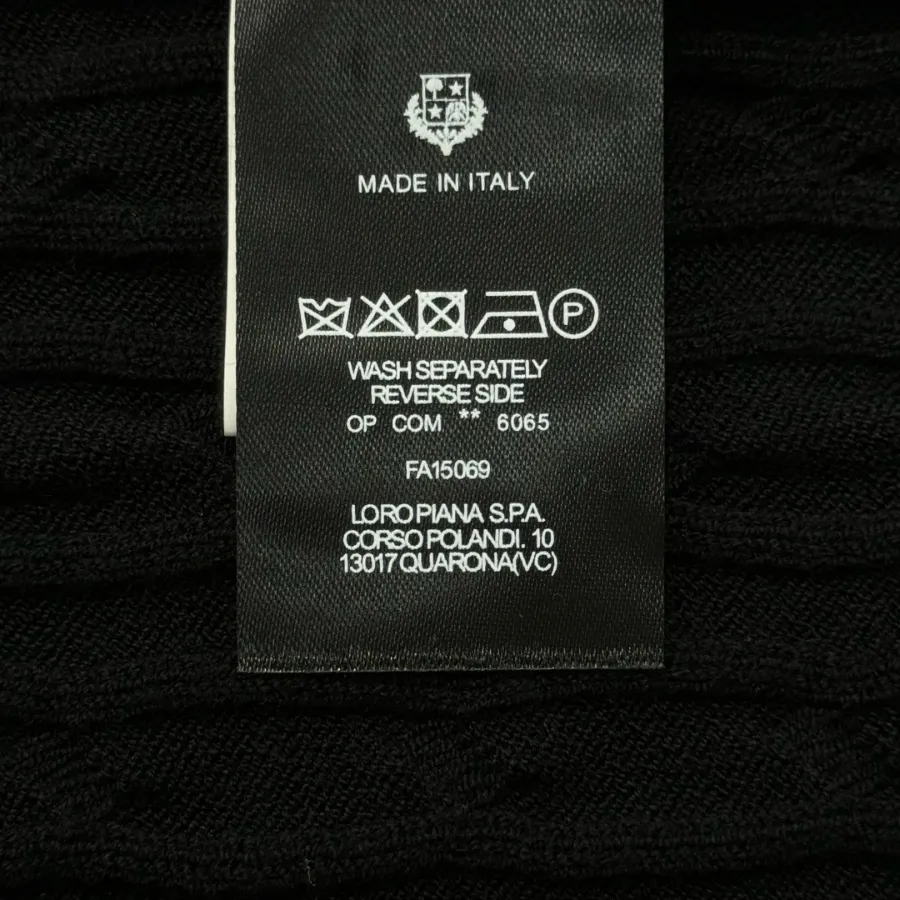 MADE IN ITALY
P
WASH SEPARATELY
REVERSE SIDE
OP COM ** 6065
FA15069
LORO PIANA S.P.A.
CORSO POLANDI. 10
13017 QUARONA(VC)